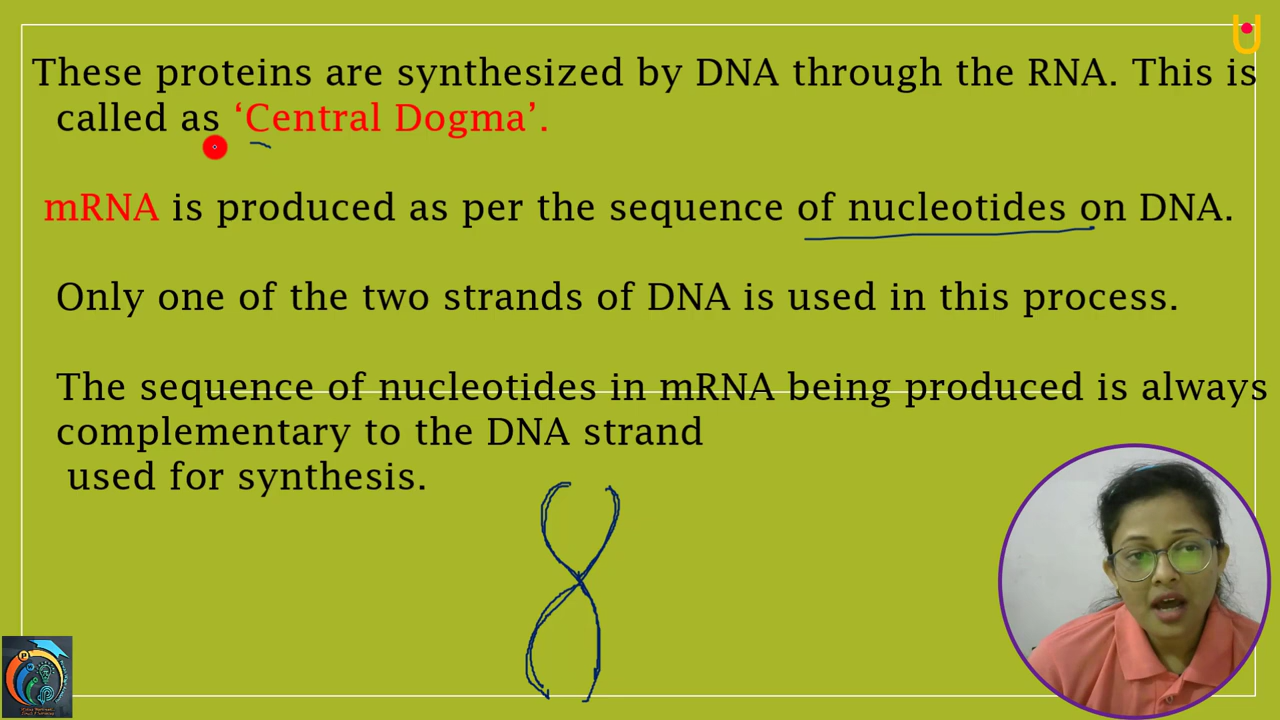 These proteins are synthesized by DNA through the RNA. This is
called as ‘Central Dogma’.
mRNA is produced as per the sequence of nucleotides on DNA.
Only one of the two strands of DNA is used in this process.
The sequence of nucleotides in mRNA being produced is always
complementary to the DNA strand
used for synthesis.